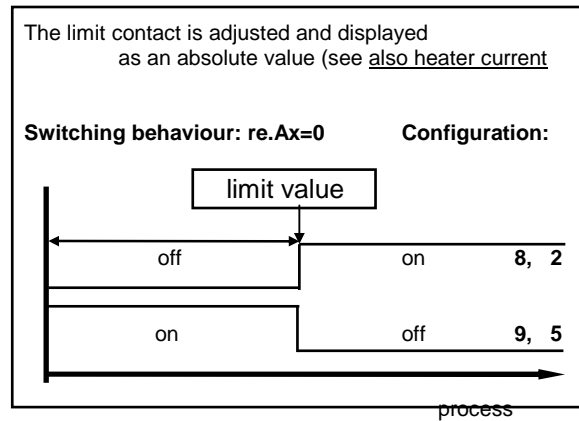 The limit contact is adjusted and displayed
as an absolute value (see also heater current
Switching behaviour: re.Ax=0 Configuration:
limit value
off on 8, 2
on off 9, 5
process